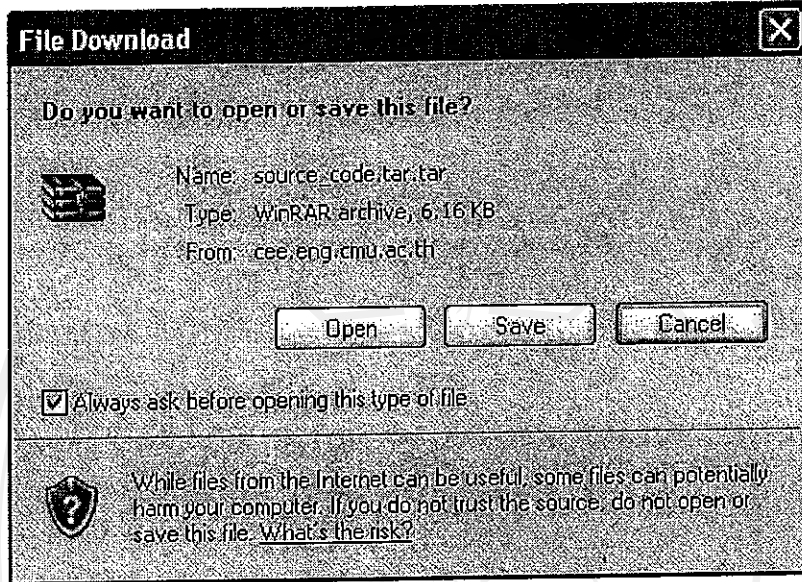 File Download
Do you want to open or save this file?
Name: source_code.tar.tar
Type: WinRAR archive, 6.16 KB
From: cee.eng.cmu.ac.th
Open Save Cancel
Always ask before opening this type of file
While files from the Internet can be useful, some files can potentially
harm your computer. If you do not trust the source, do not open or
save this file. What's the risk?